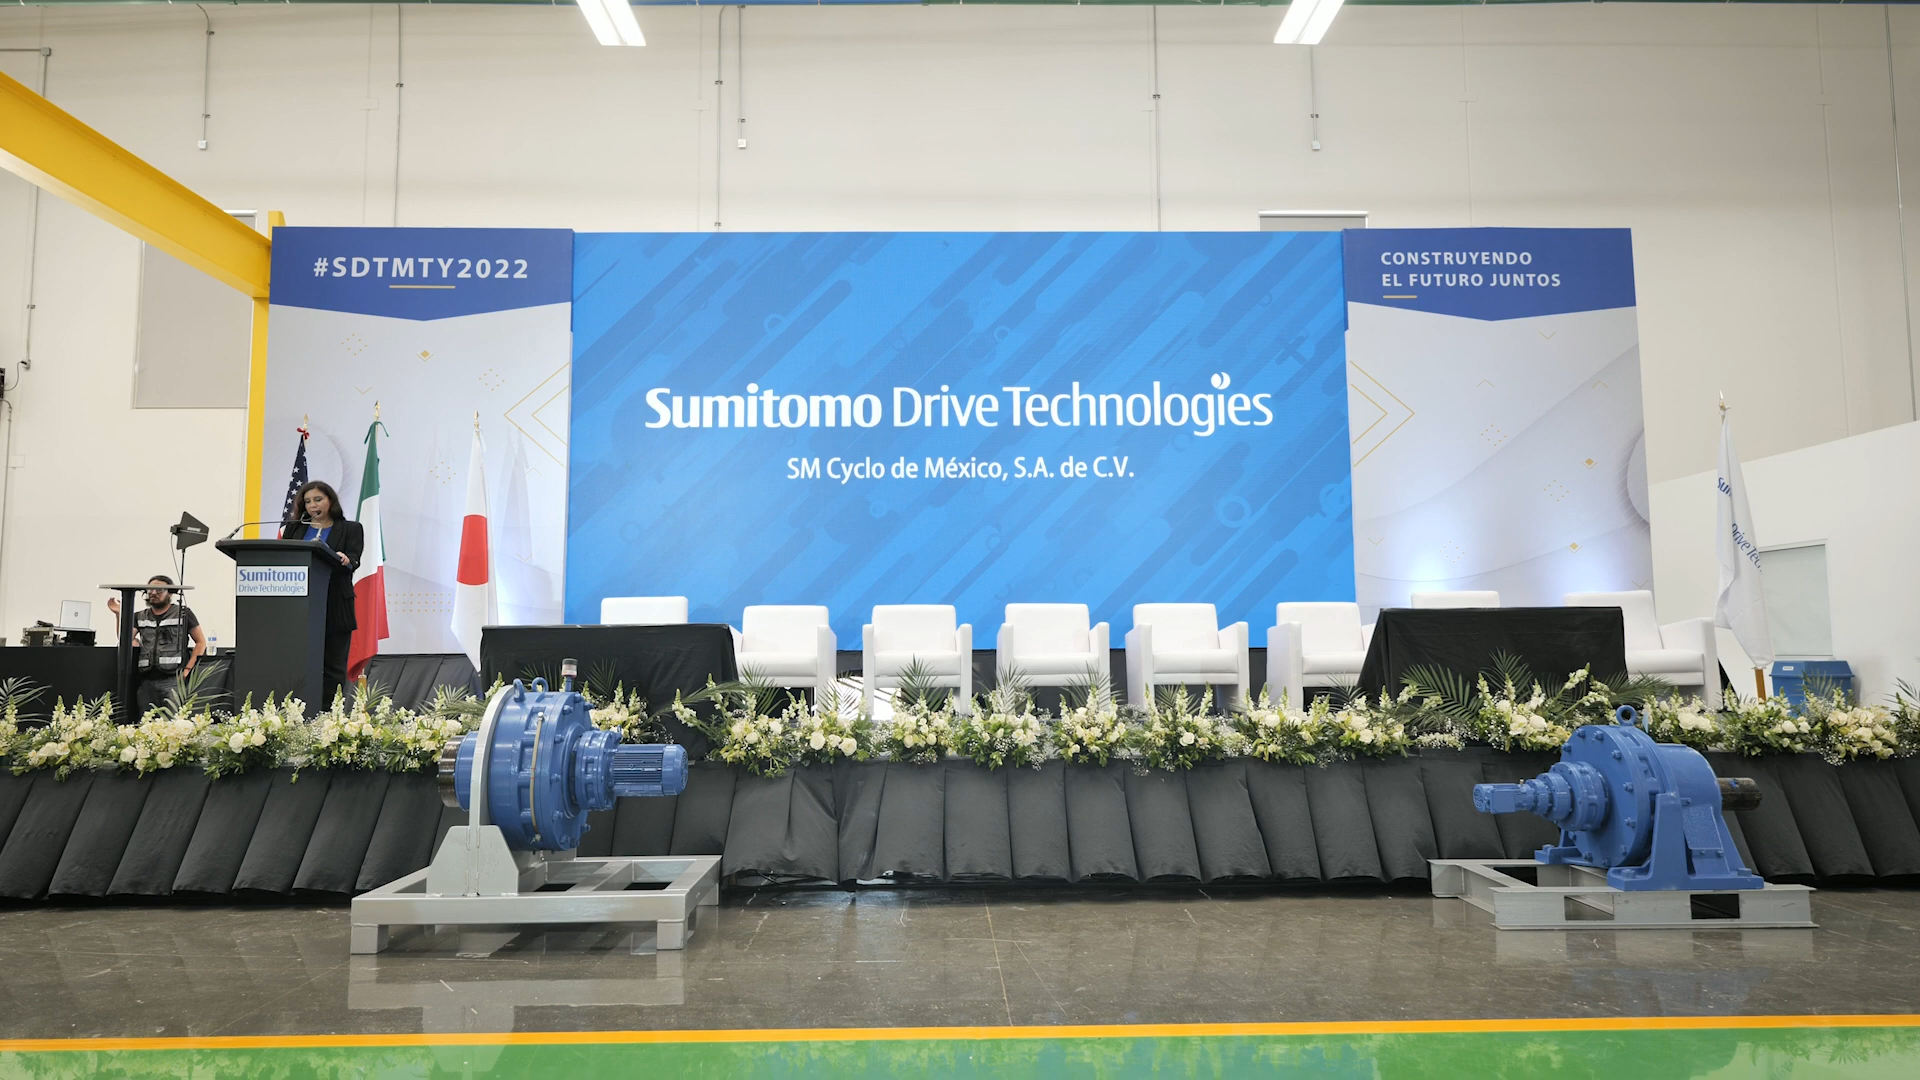 #SDTMTY2022
CONSTRUYENDO
EL FUTURO JUNTOS
Sumitomo Drive Technologies
SM Cyclo de México, S.A. de C.V.
Sumitomo
Drive Technologies